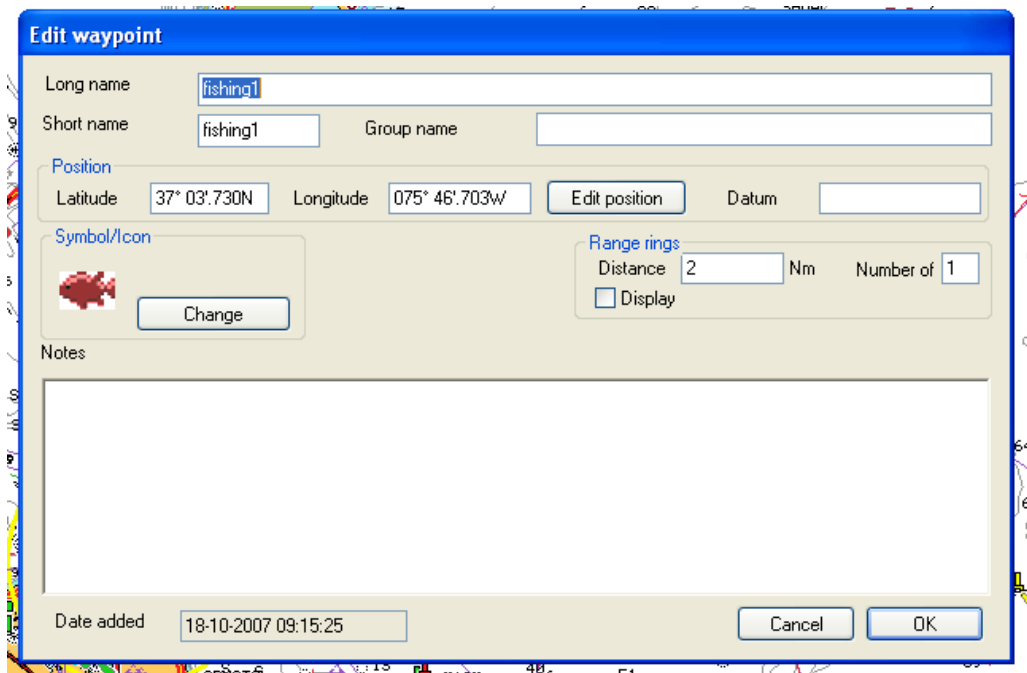 Edit waypoint
Long name fishing1
Short name fishing1 Group name
Position
Latitude 37° 03'.730N Longitude 075° 46'.703W Edit position Datum
Symbol/Icon
Range rings
Distance 2 Nm Number of 1
Display
Change
Notes
Date added 18-10-2007 09:15:25 Cancel OK